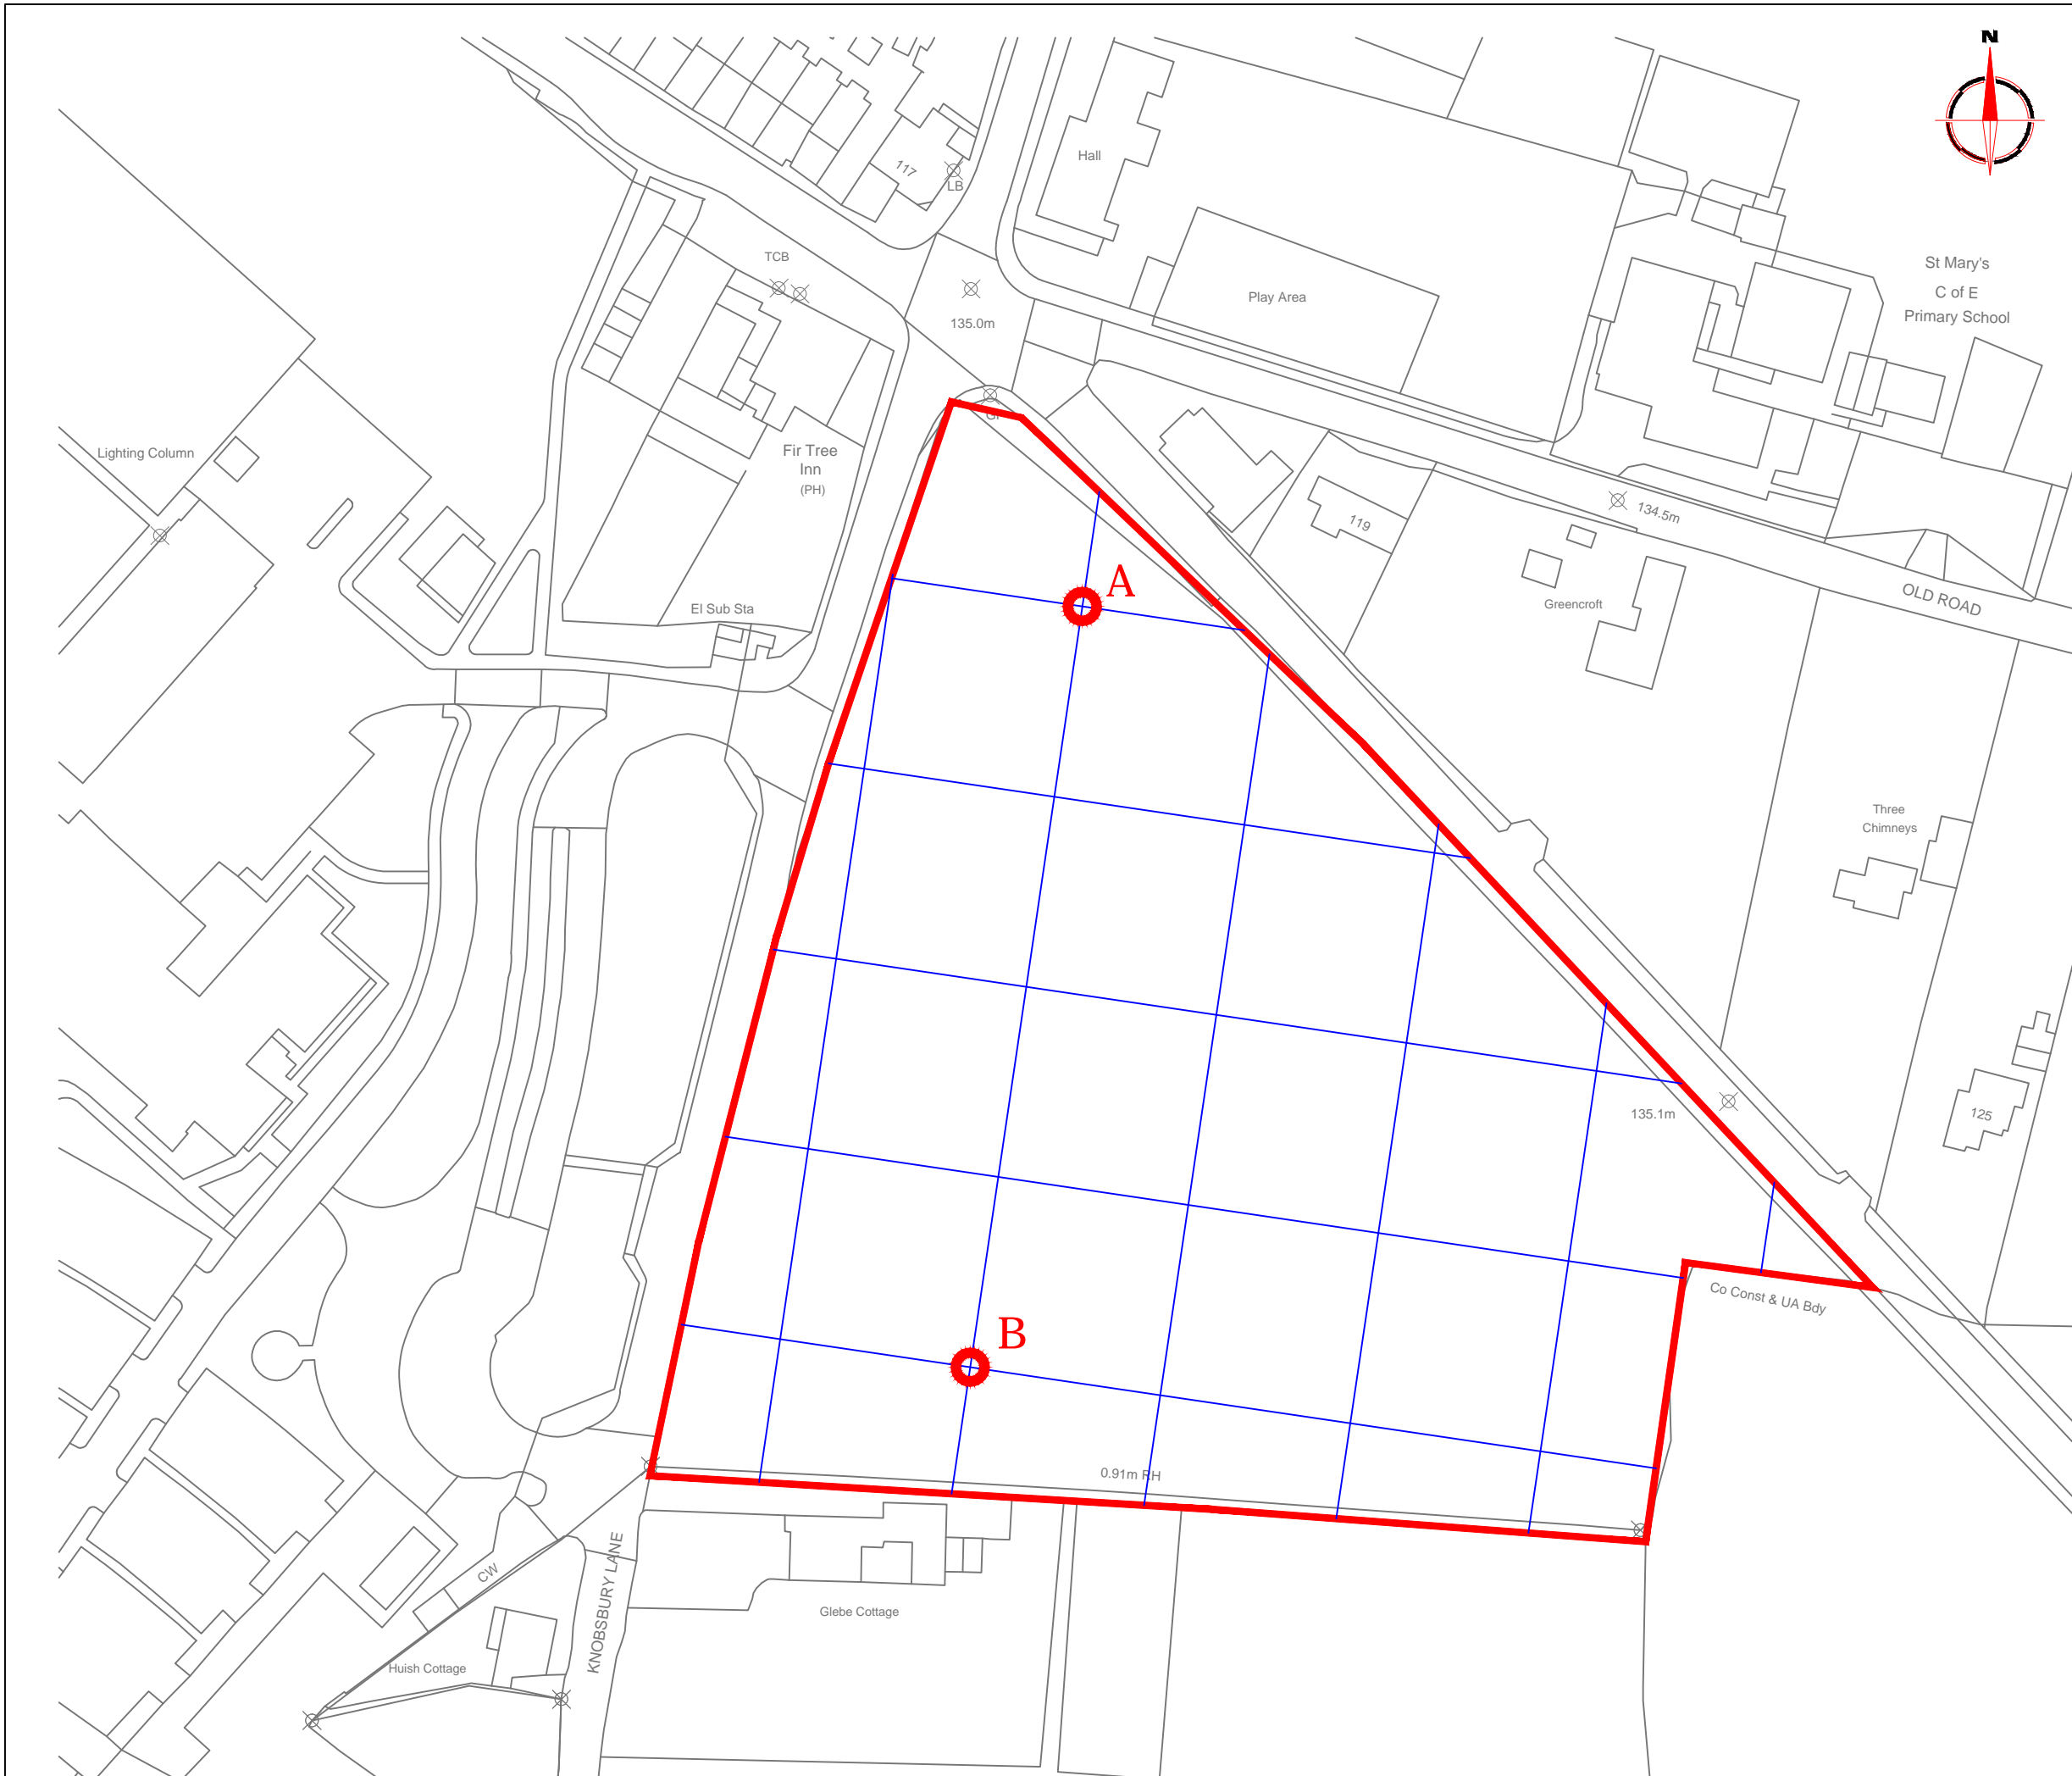 N
Hall
117
LB
St Mary's
C of E
Primary School
TCB
Play Area
135.0m
Lighting Column
Fir Tree
Inn
(PH)
119
134.5m
A
OLD ROAD
El Sub Sta
Greencroft
Three
Chimneys
135.1m
125
Co Const & UA Bdy
B
0.91m RH
KNOBSBURY LANE
CW
Glebe Cottage
Huish Cottage